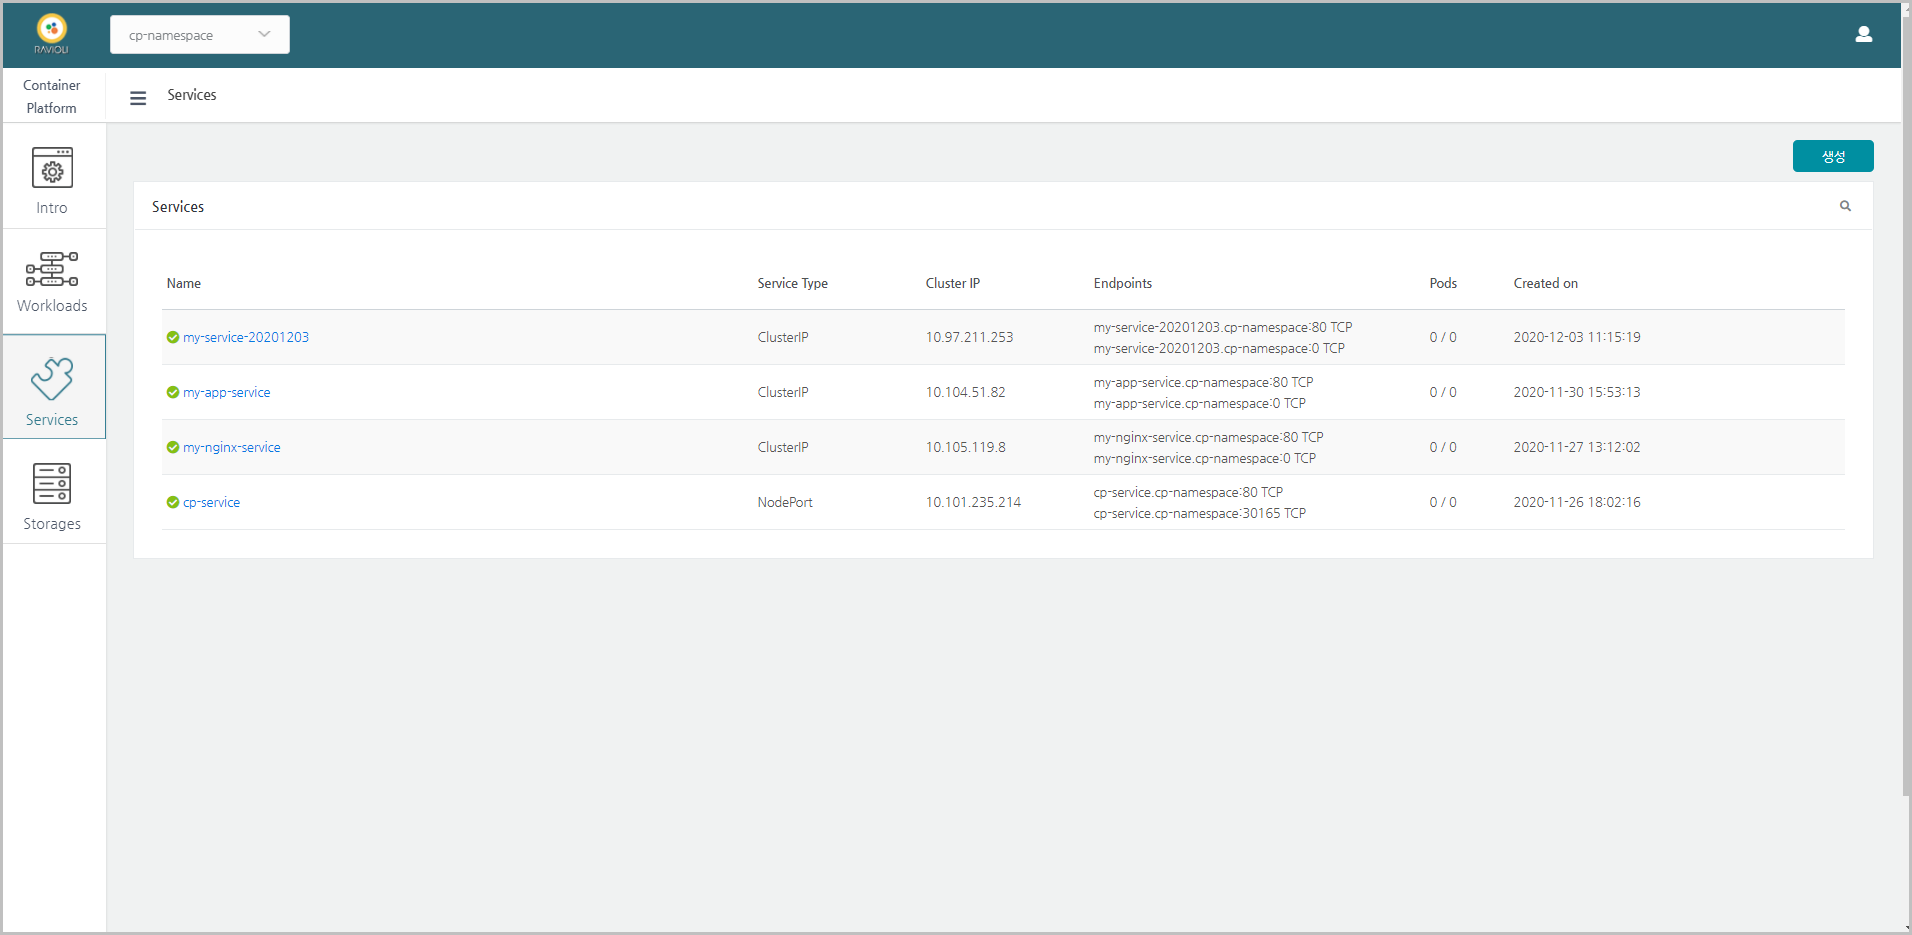 RAVIOLI
cp-namespace
Container
Platform
Services
Intro
Workloads
Services
Storages
생성
Services
Name Service Type Cluster IP Endpoints Pods Created on
my-service-20201203 ClusterIP 10.97.211.253 my-service-20201203.cp-namespace:80 TCP 0 / 0 2020-12-03 11:15:19
my-service-20201203.cp-namespace:0 TCP
my-app-service ClusterIP 10.104.51.82 my-app-service.cp-namespace:80 TCP 0 / 0 2020-11-30 15:53:13
my-app-service.cp-namespace:0 TCP
my-nginx-service ClusterIP 10.105.119.8 my-nginx-service.cp-namespace:80 TCP 0 / 0 2020-11-27 13:12:02
my-nginx-service.cp-namespace:0 TCP
cp-service NodePort 10.101.235.214 cp-service.cp-namespace:80 TCP 0 / 0 2020-11-26 18:02:16
cp-service.cp-namespace:30165 TCP